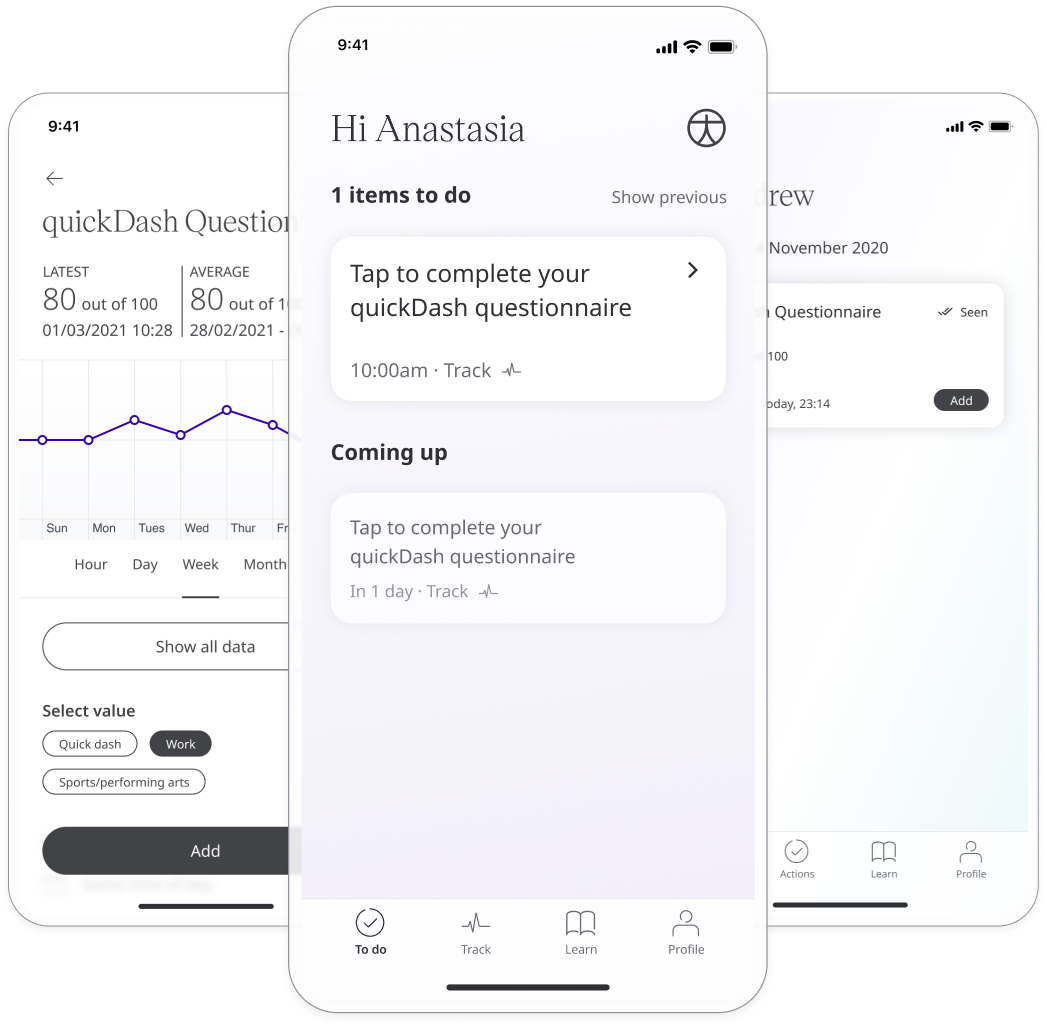 9:41
quickDash Question
LATEST
80 out of 100
01/03/2021 10:28
AVERAGE
80 out of 1
28/02/2021 -
Sun Mon Tues Wed Thur Fr
Hour Day Week Month
Show all data
Select value
Quick dash Work
Sports/performing arts
Add
9:41
Hi Anastasia
1 items to do Show previous
Tap to complete your
quickDash questionnaire
10:00am · Track
Coming up
Tap to complete your
quickDash questionnaire
In 1 day · Track
To do Track Learn Profile
drew
November 2020
Questionnaire Seen
100
oday, 23:14 Add
Actions Learn Profile